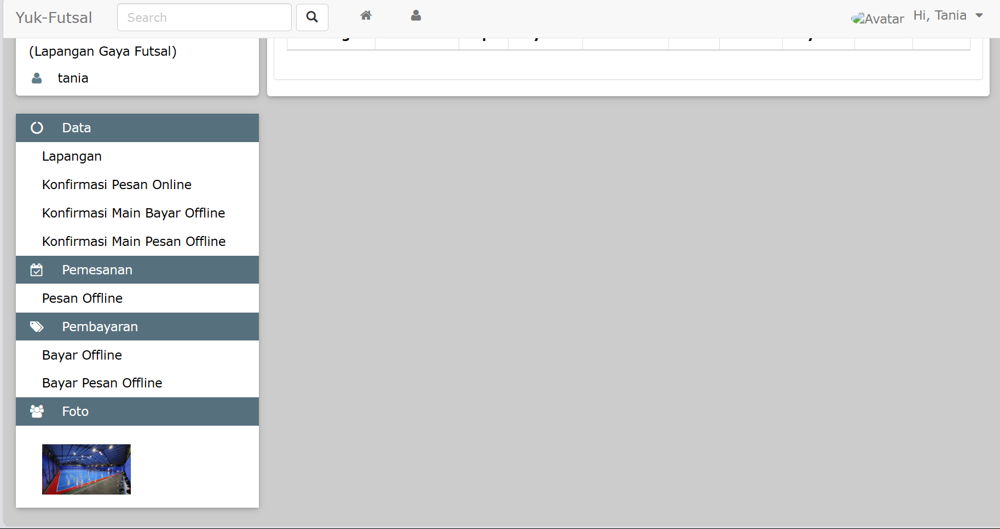 Yuk-Futsal
Search
Avatar
Hi, Tania
(Lapangan Gaya Futsal)
tania
Data
Lapangan
Konfirmasi Pesan Online
Konfirmasi Main Bayar Offline
Konfirmasi Main Pesan Offline
Pemesanan
Pesan Offline
Pembayaran
Bayar Offline
Bayar Pesan Offline
Foto